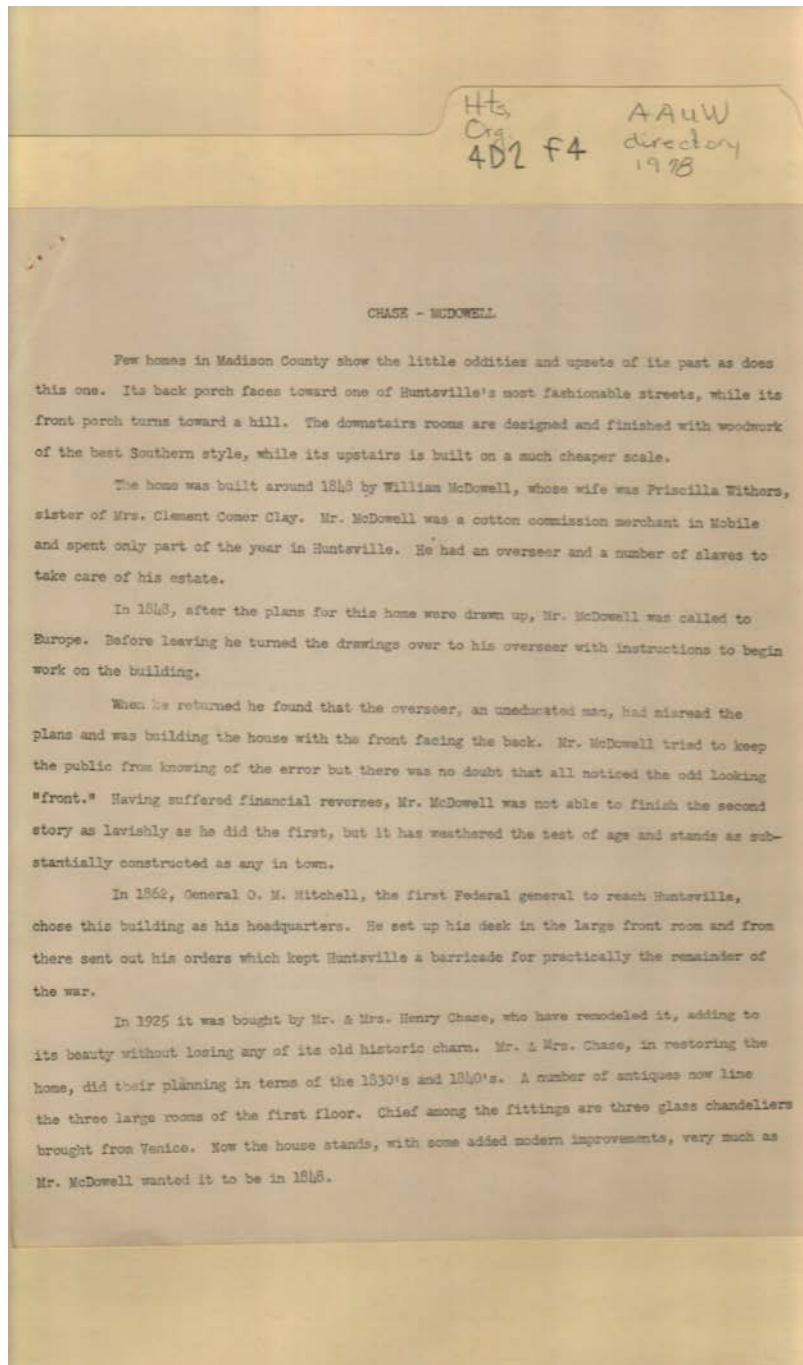 Hts, AAUW
Org. directory
4D2 f4 1978
CHASE - MCDOWELL
Few homes in Madison County show the little oddities and upsets of its past as does
this one. Its back porch faces toward one of Huntsville's most fashionable streets, while its
front porch turns toward a hill. The downstairs rooms are designed and finished with woodwork
of the best Southern style, while its upstairs is built on a much cheaper scale.
The home was built around 1848 by William McDowell, whose wife was Priscilla Withers,
sister of Mrs. Clement Comer Clay. Mr. McDowell was a cotton commission merchant in Mobile
and spent only part of the year in Huntsville. He had an overseer and a number of slaves to
take care of his estate.
In 1848, after the plans for this home were drawn up, Mr. McDowell was called to
Europe. Before leaving he turned the drawings over to his overseer with instructions to begin
work on the building.
When he returned he found that the overseer, an uneducated man, had misread the
plans and was building the house with the front facing the back. Mr. McDowell tried to keep
the public from knowing of the error but there was no doubt that all noticed the odd looking
"front." Having suffered financial reverses, Mr. McDowell was not able to finish the second
story as lavishly as he did the first, but it has weathered the test of age and stands as sub-
stantially constructed as any in town.
In 1862, General O. M. Mitchell, the first Federal general to reach Huntsville,
chose this building as his headquarters. He set up his desk in the large front room and from
there sent out his orders which kept Huntsville a barricade for practically the remainder of
the war.
In 1925 it was bought by Mr. & Mrs. Henry Chase, who have remodeled it, adding to
its beauty without losing any of its old historic charm. Mr. & Mrs. Chase, in restoring the
home, did their planning in terms of the 1830's and 1840's. A number of antiques now line
the three large rooms of the first floor. Chief among the fittings are three glass chandeliers
brought from Venice. Now the house stands, with some added modern improvements, very much as
Mr. McDowell wanted it to be in 1848.